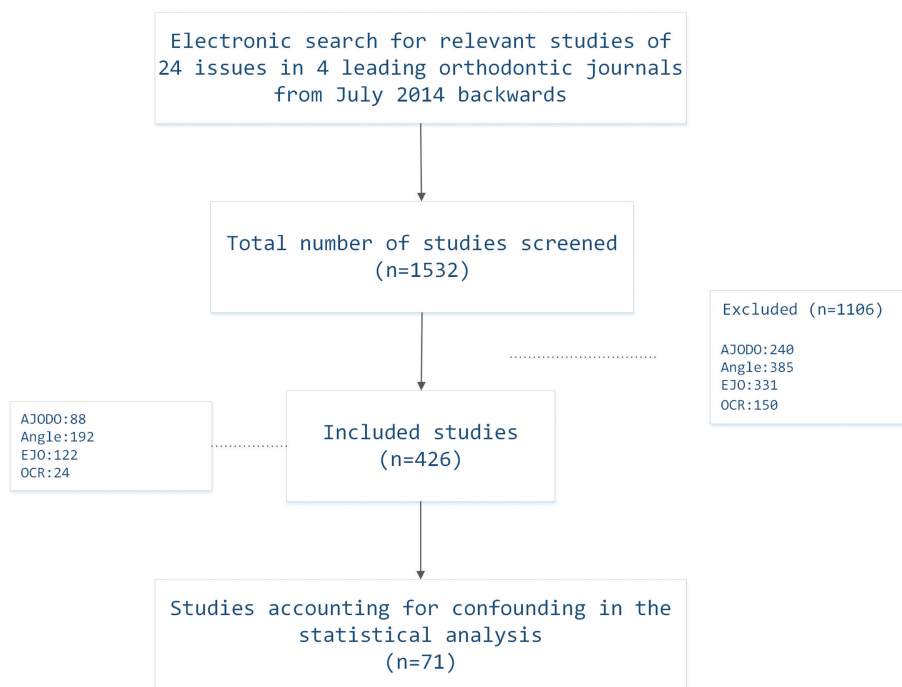 Electronic search for relevant studies of
24 issues in 4 leading orthodontic journals
from July 2014 backwards
Total number of studies screened
(n=1532)
Excluded (n=1106)
AJODO:240
Angle:385
EJO:331
OCR:150
Included studies
(n=426)
AJODO:88
Angle:192
EJO:122
OCR:24
Studies accounting for confounding in the
statistical analysis
(n=71)